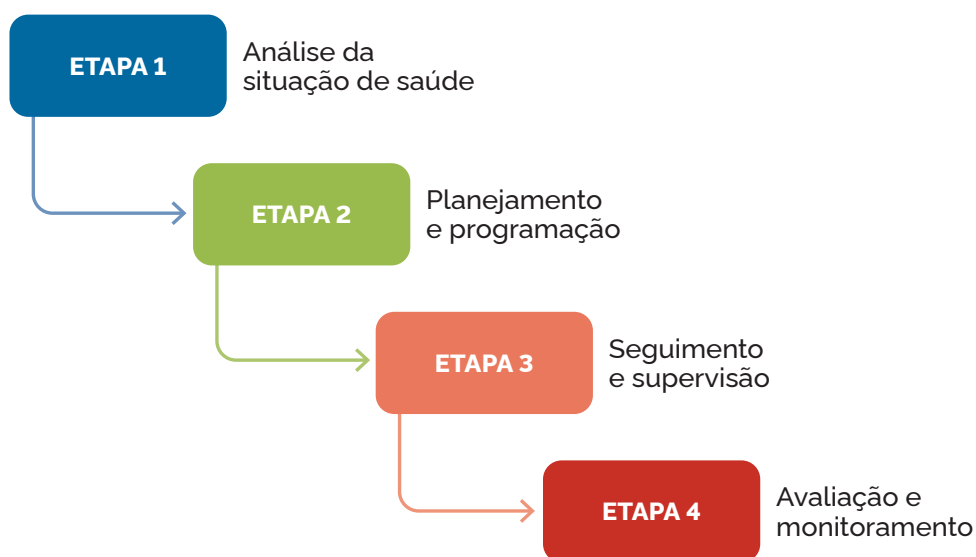 ETAPA 1
Análise da
situação de saúde
ETAPA 2
Planejamento
e programação
ETAPA 3
Seguimento
e supervisão
ETAPA 4
Avaliação e
monitoramento